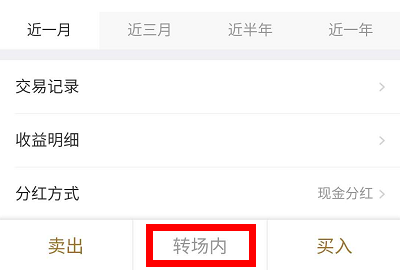 近一月 近三月 近半年 近一年
交易记录
收益明细
分红方式 现金分红
卖出 转场内 买入